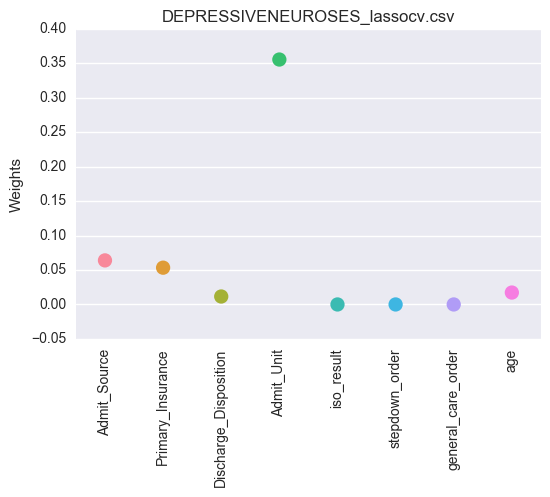 DEPRESSIVENEUROSES_lassocv.csv
0.40
0.35
0.30
0.25
0.20
0.15
0.10
0.05
0.00
−0.05
Weights
Admit_Source
Primary_Insurance
Discharge_Disposition
Admit_Unit
iso_result
stepdown_order
general_care_order
age